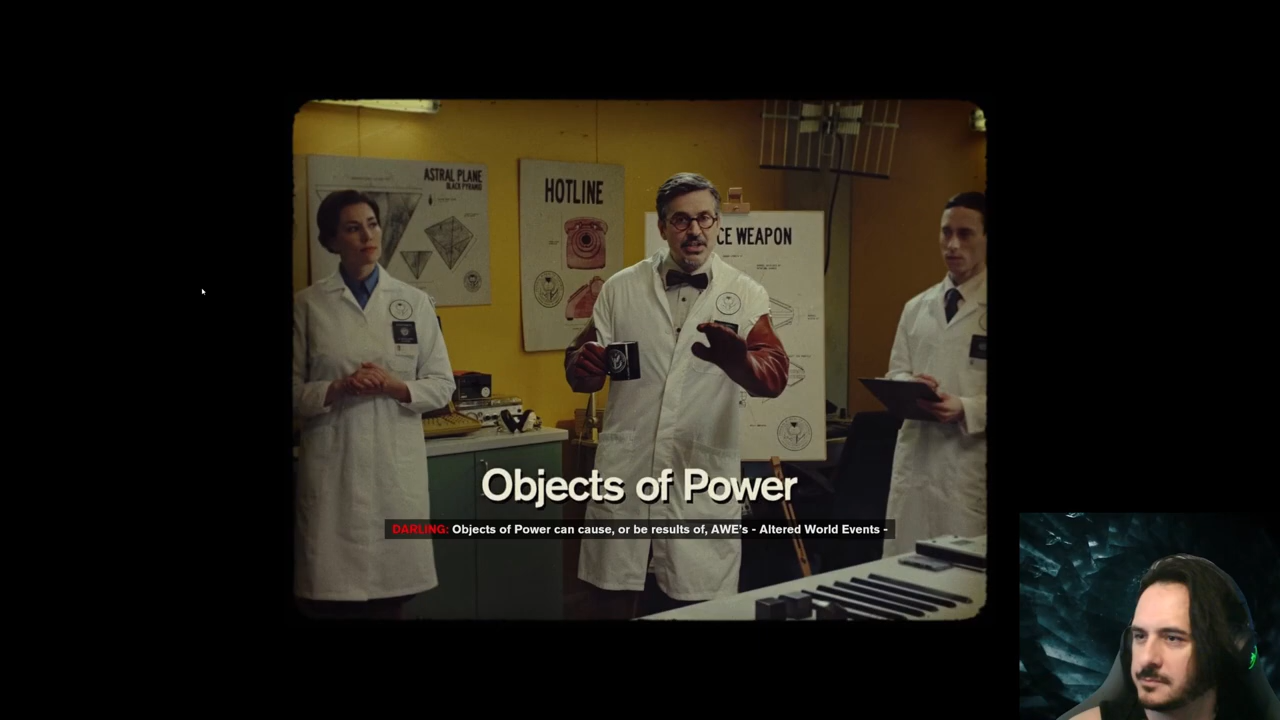 ASTRAL PLANE
BLACK PYRAMID
HOTLINE
CE WEAPON
Objects of Power
DARLING: Objects of Power can cause, or be results of, AWE's - Altered World Events -